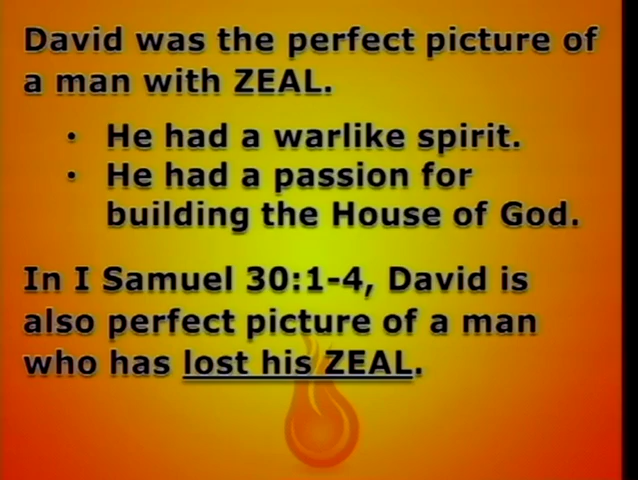 David was the perfect picture of
a man with ZEAL.
• He had a warlike spirit.
• He had a passion for
building the House of God.
In I Samuel 30:1-4, David is
also perfect picture of a man
who has lost his ZEAL.